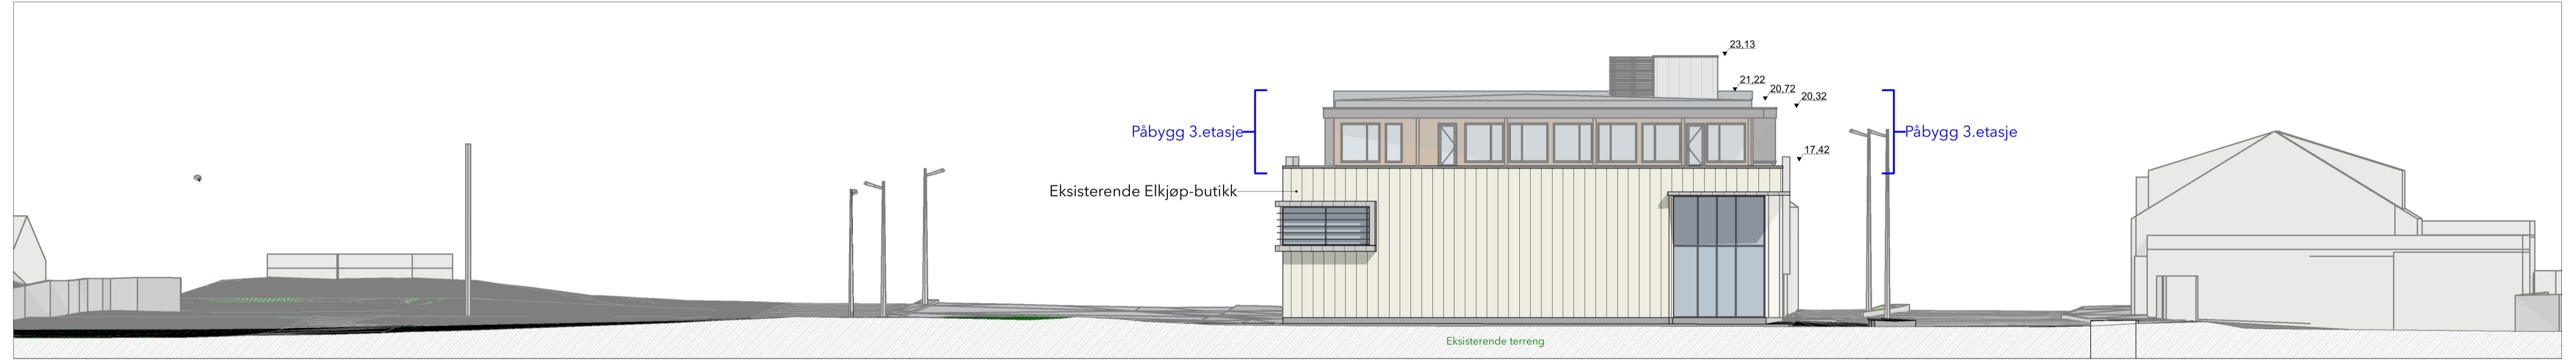 23,13
21,22
20,72
20,32
Påbygg 3.etasje
Påbygg 3.etasje
17,42
Eksisterende Elkjøp-butikk
Eksisterende terreng